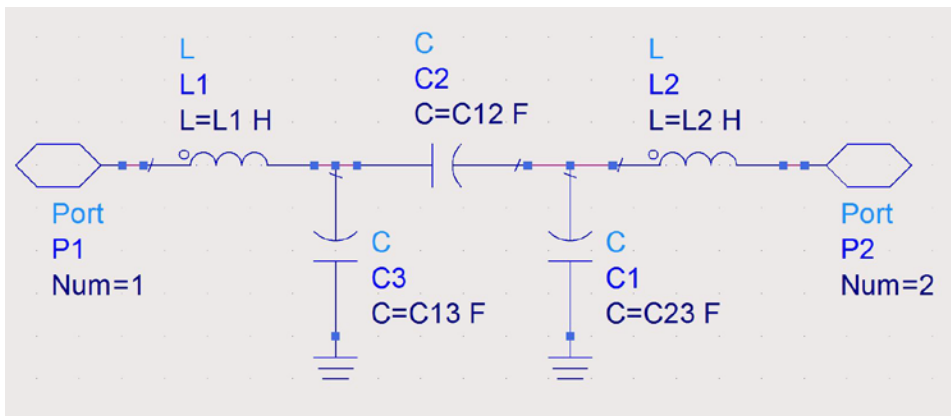 L
L1
L=L1 H
C
C2
C=C12 F
L
L2
L=L2 H
Port
P1
Num=1
C
C3
C=C13 F
C
C1
C=C23 F
Port
P2
Num=2